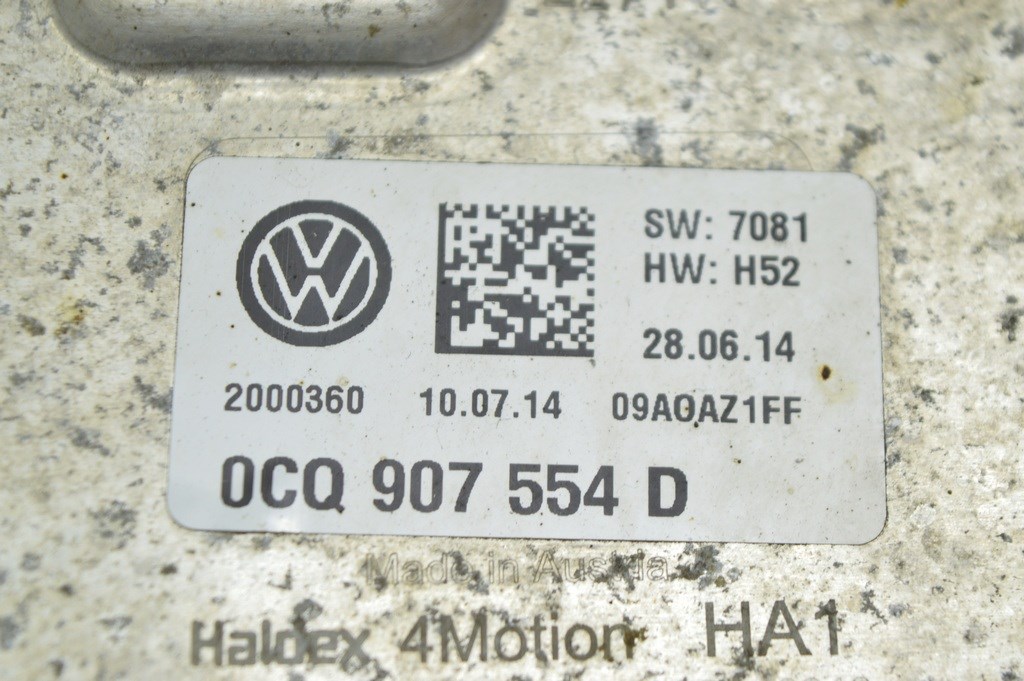 SW: 7081
HW: H52
28.06.14
2000360 10.07.14 09AOAZ1FF
0CQ 907 554 D
Made in Austria
Haldex 4Motion HA1